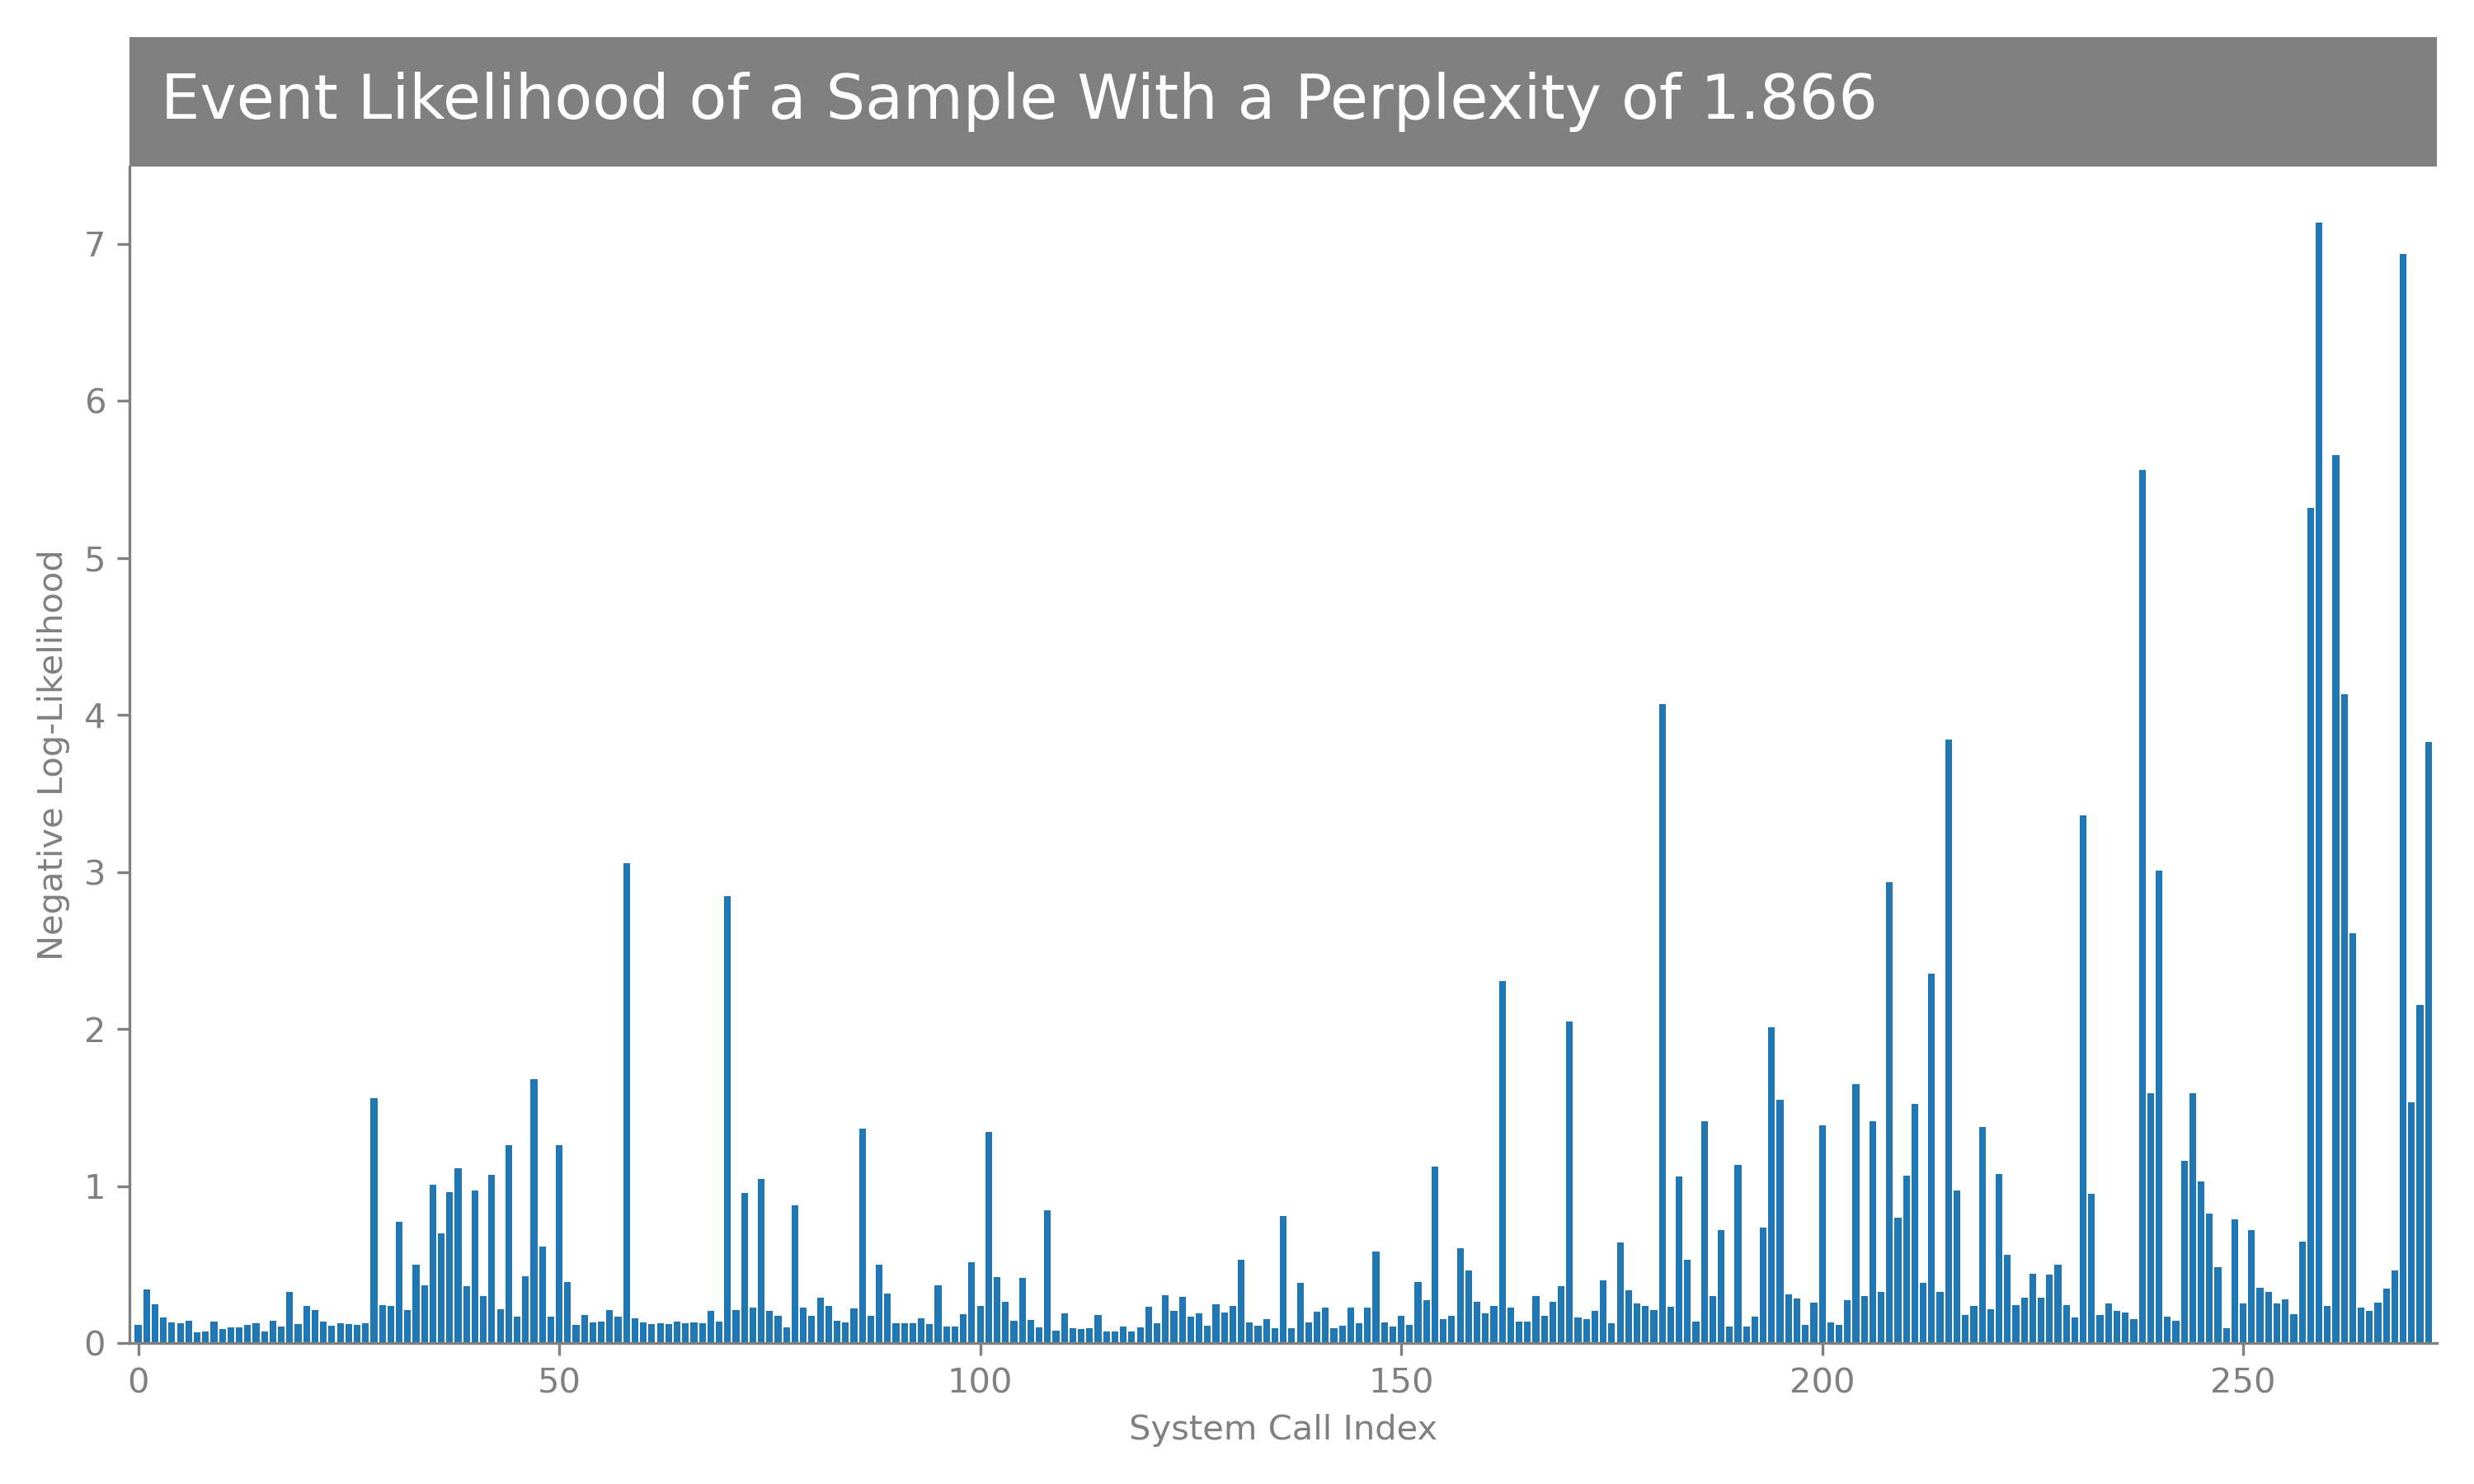 Event Likelihood of a Sample With a Perplexity of 1.866
Negative Log-Likelihood
7
6
5
4
3
2
1
0
0 50 100 150 200 250
System Call Index